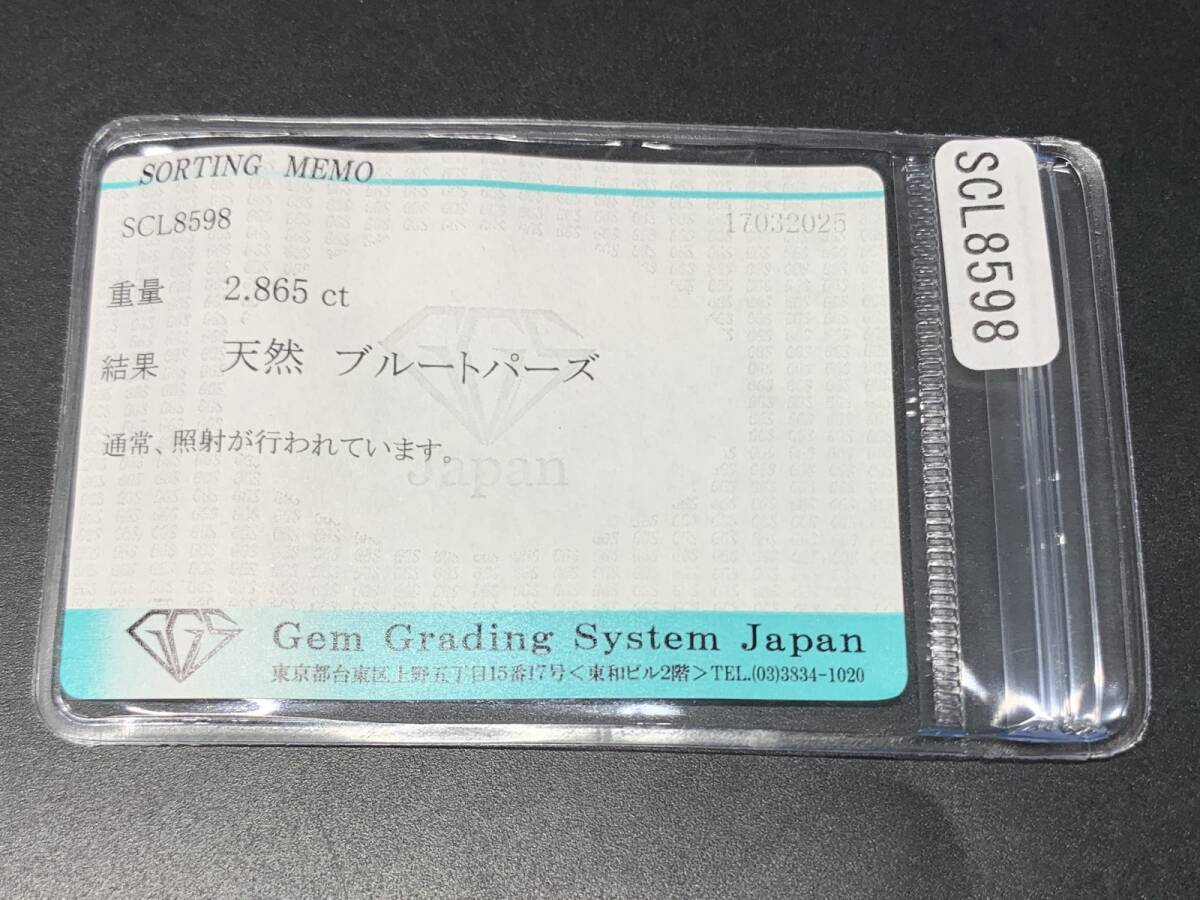 SORTING MEMO
SCL8598 17032025
重量 2.865 ct
結果 天然 ブルートパーズ
通常、照射が行われています。
GGS
Japan
GGS Gem Grading System Japan
東京都台東区上野五丁目15番17号＜東和ビル2階＞TEL.(03)3834-1020
SCL8598